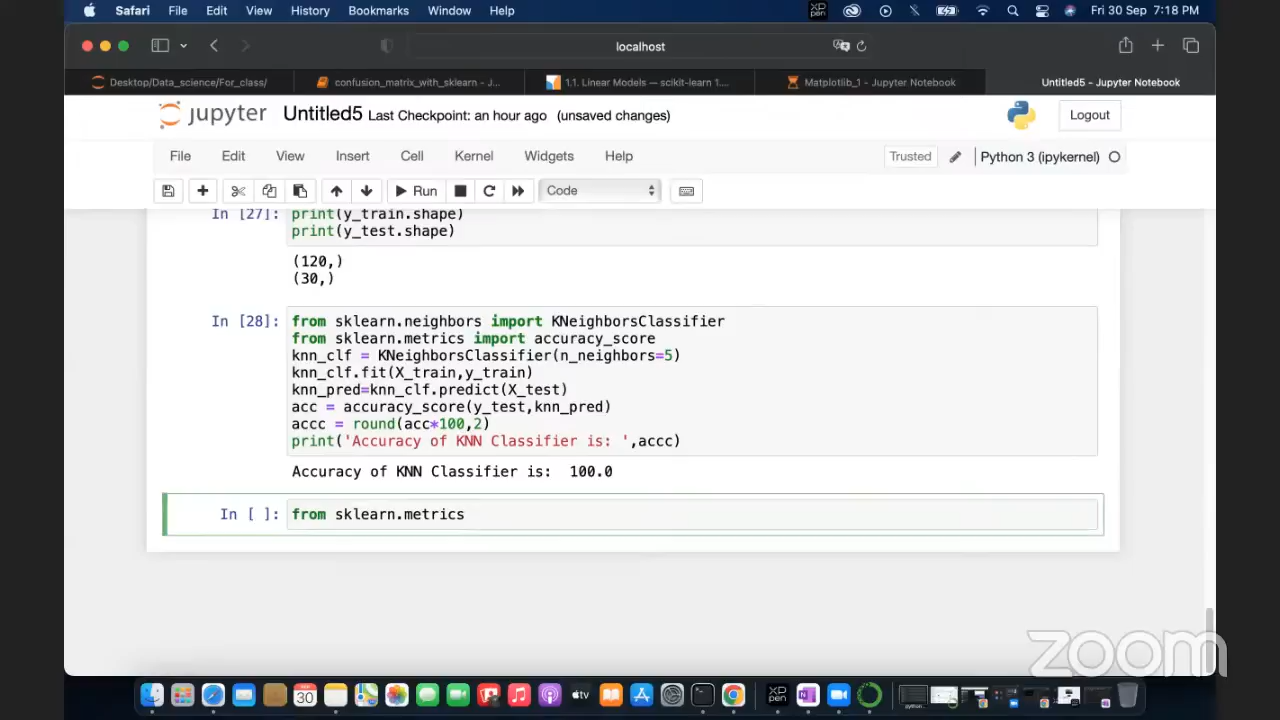 Safari File Edit View History Bookmarks Window Help Fri 30 Sep 7:18 PM
localhost
Desktop/Data_science/For_class/ confusion_matrix_with_sklearn - J... 1.1. Linear Models — scikit-learn 1.... Matplotlib_1 - Jupyter Notebook Untitled5 - Jupyter Notebook
jupyter Untitled5 Last Checkpoint: an hour ago (unsaved changes) Logout
File Edit View Insert Cell Kernel Widgets Help Trusted Python 3 (ipykernel)
Run Code
In [27]: print(y_train.shape)
print(y_test.shape)
(120,)
(30,)
In [28]: from sklearn.neighbors import KNeighborsClassifier
from sklearn.metrics import accuracy_score
knn_clf = KNeighborsClassifier(n_neighbors=5)
knn_clf.fit(X_train,y_train)
knn_pred=knn_clf.predict(X_test)
acc = accuracy_score(y_test,knn_pred)
accc = round(acc*100,2)
print('Accuracy of KNN Classifier is: ',accc)
Accuracy of KNN Classifier is:  100.0
In [ ]: from sklearn.metrics
zoom